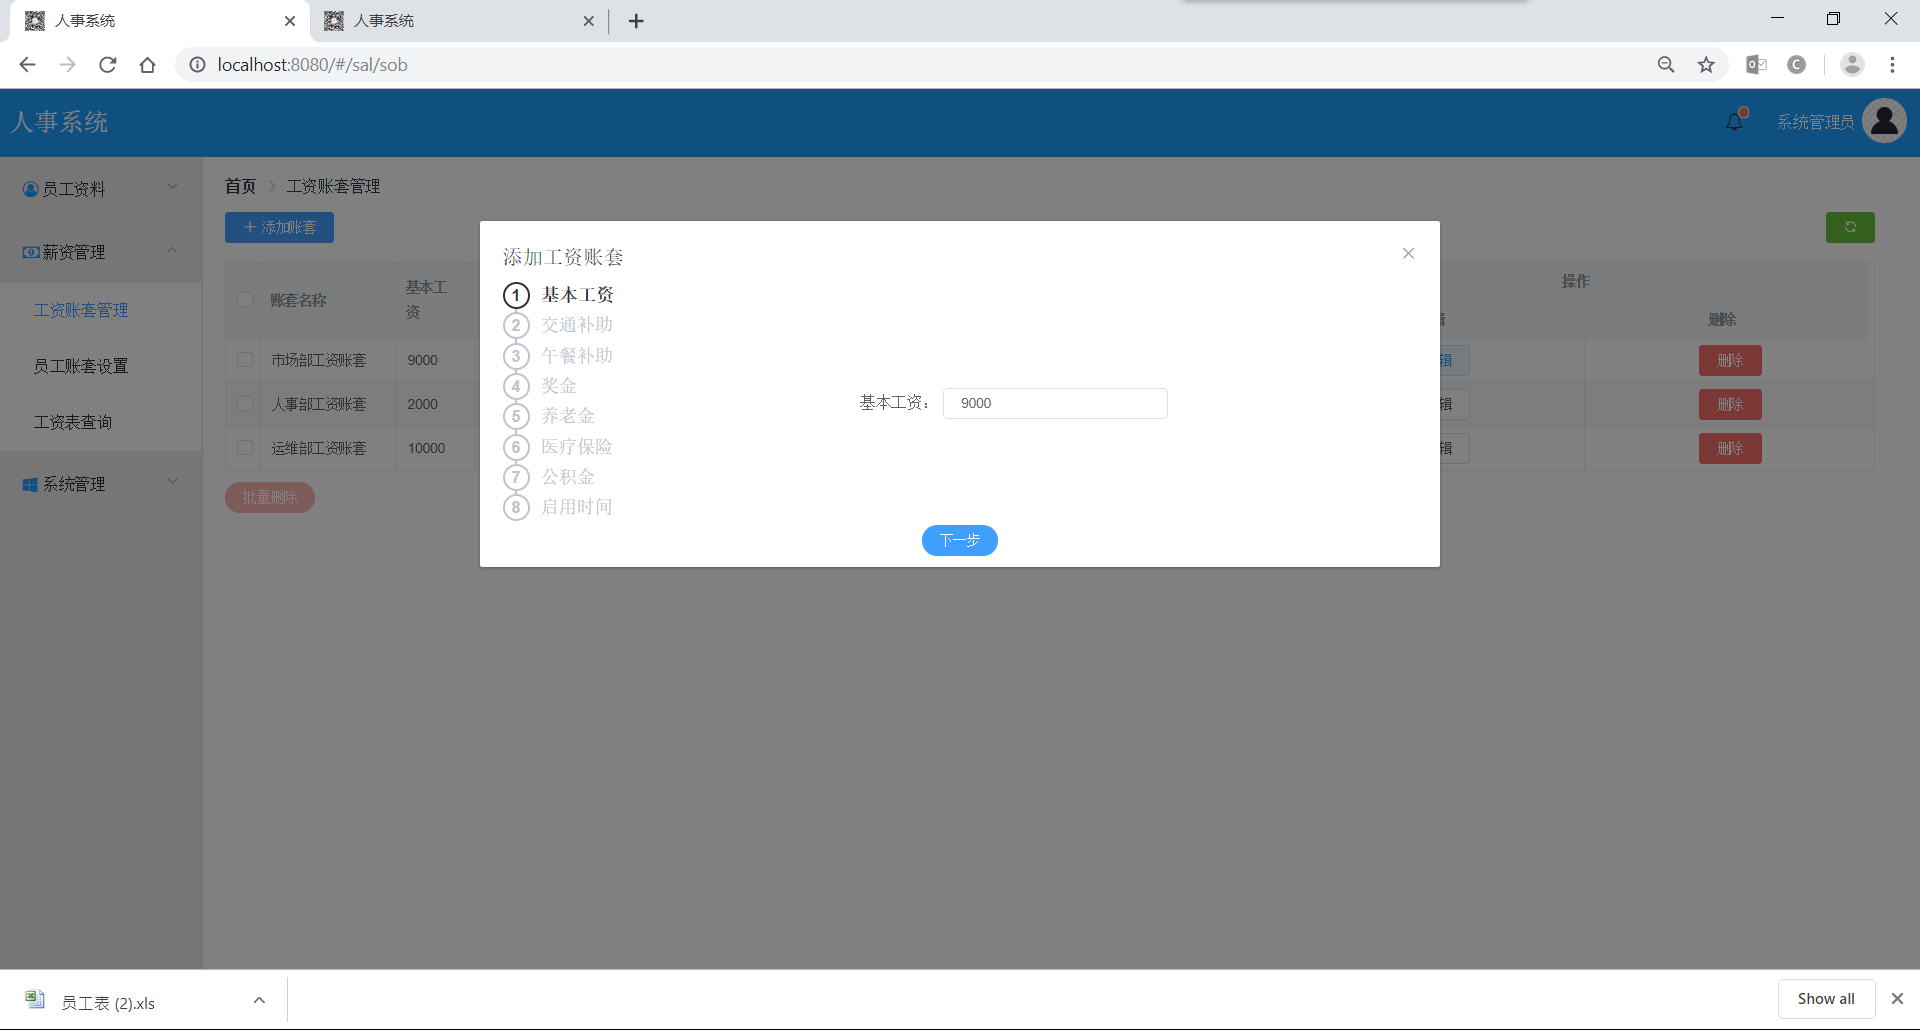 人事系统
人事系统
localhost:8080/#/sal/sob
人事系统
系统管理员
员工资料
薪资管理
工资账套管理
员工账套设置
工资表查询
系统管理
首页 > 工资账套管理
+ 添加账套
账套名称 基本工资 操作
辑 删除
市场部工资账套 9000 辑 删除
人事部工资账套 2000 辑 删除
运维部工资账套 10000 辑 删除
批量删除
添加工资账套
1 基本工资
2 交通补助
3 午餐补助
4 奖金
5 养老金
6 医疗保险
7 公积金
8 启用时间
基本工资： 9000
下一步
员工表 (2).xls
Show all